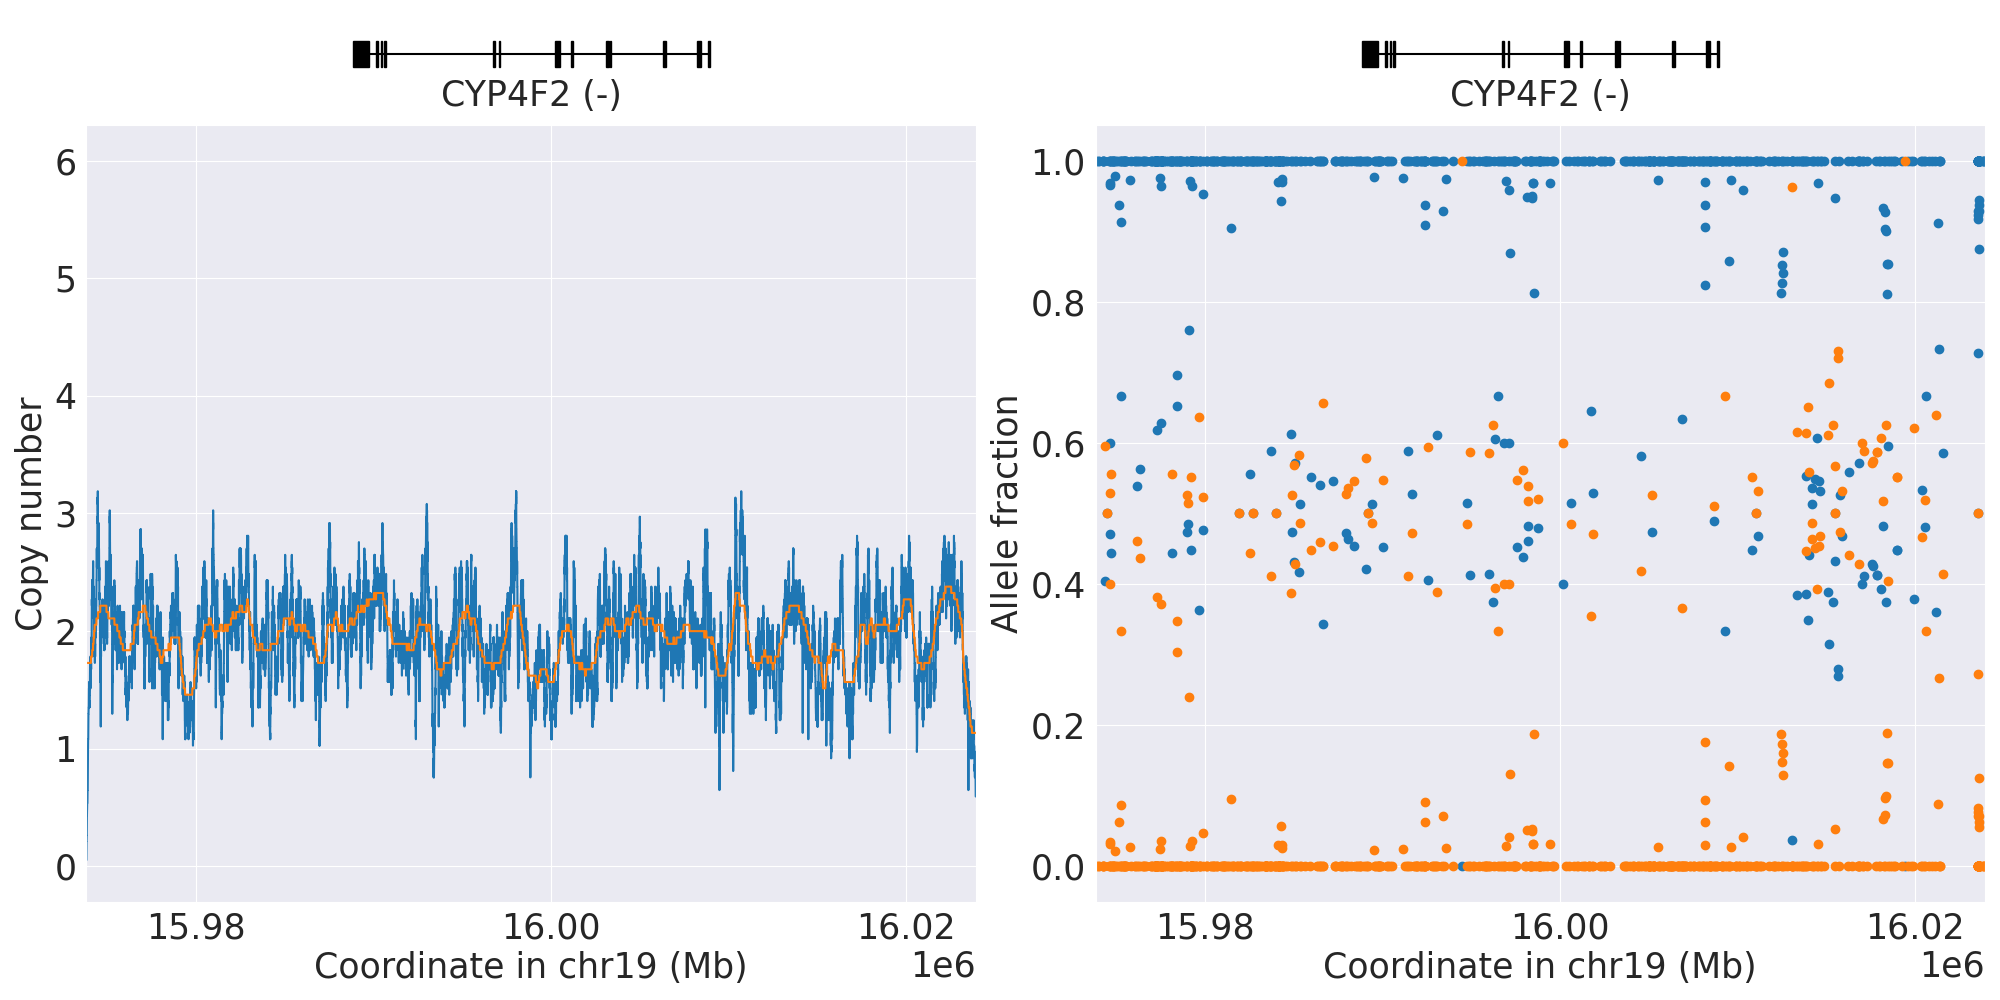 CYP4F2 (-)
6
5
4
3
2
1
0
Copy number
15.98
16.00
16.02
Coordinate in chr19 (Mb)
1e6
CYP4F2 (-)
1.0
0.8
0.6
0.4
0.2
0.0
Allele fraction
15.98
16.00
16.02
Coordinate in chr19 (Mb)
1e6